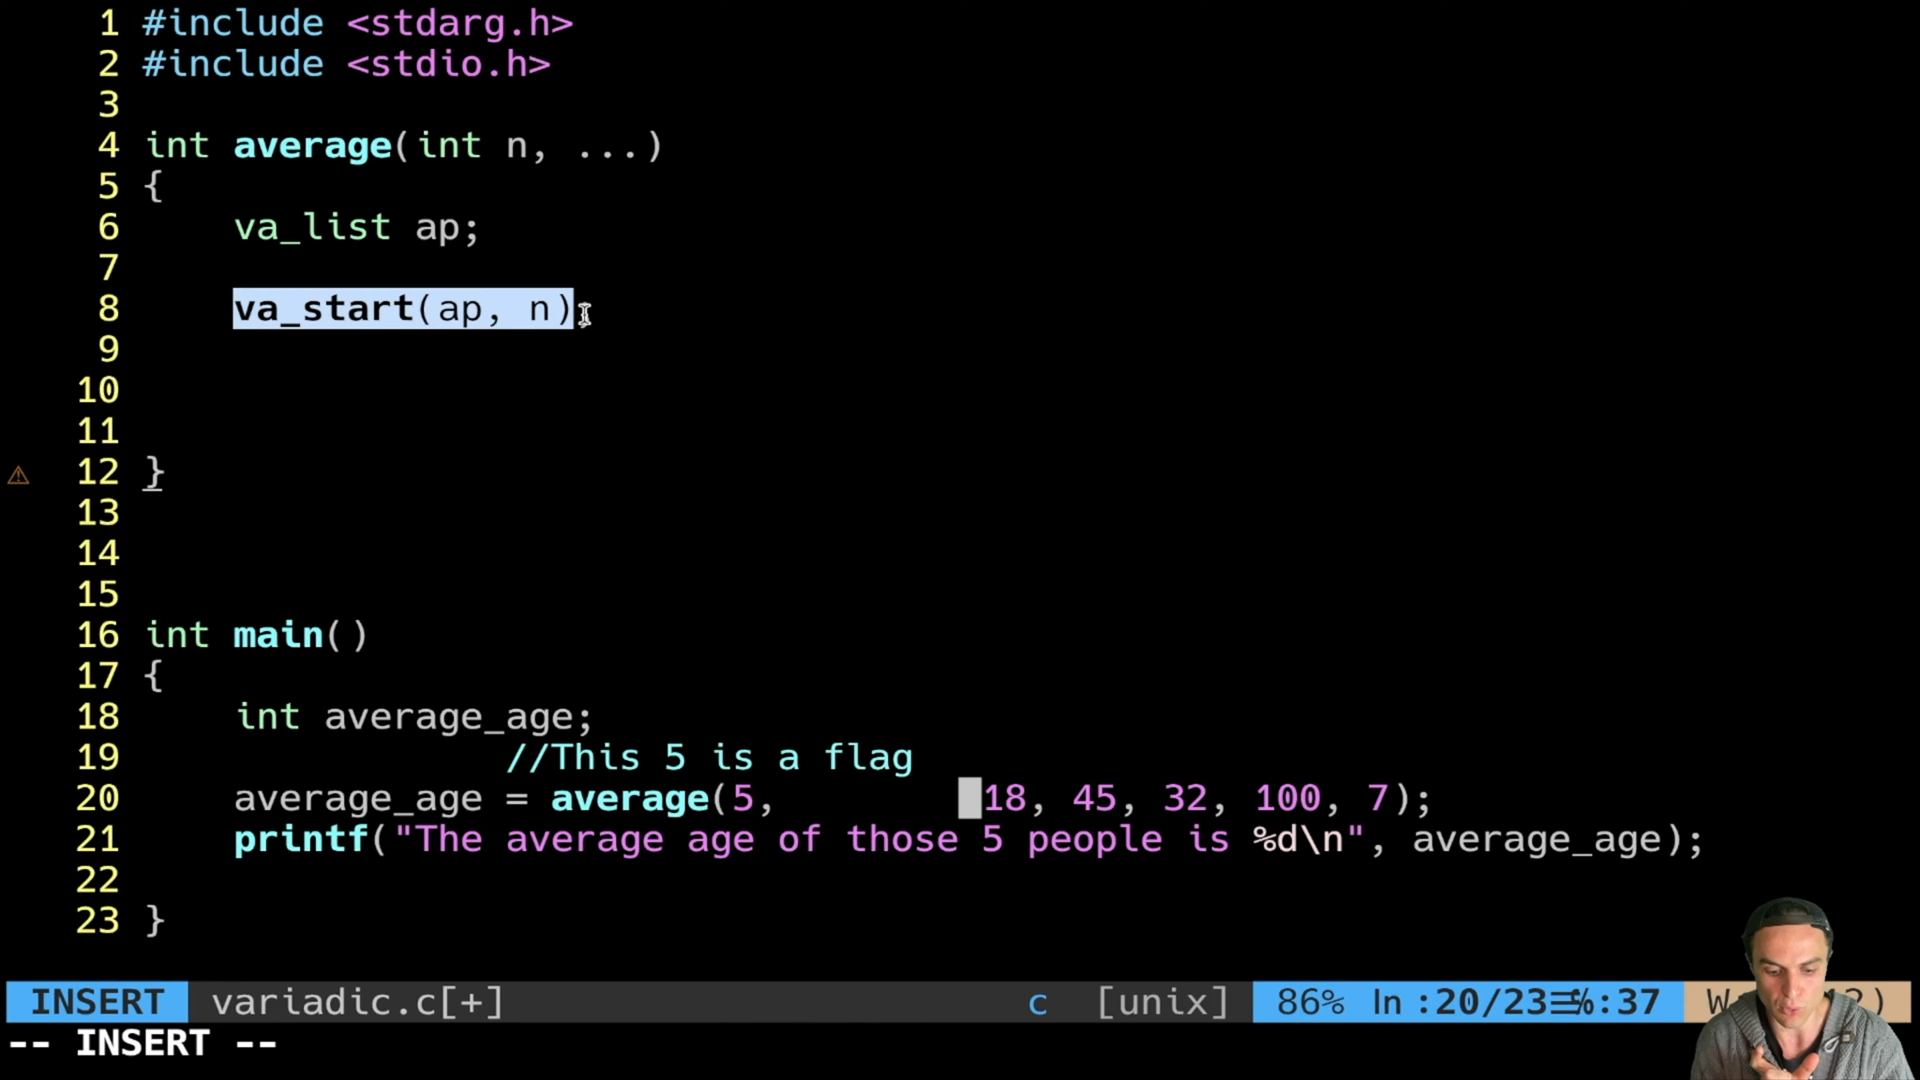 1 #include <stdarg.h>
2 #include <stdio.h>
3
4 int average(int n, ...)
5 {
6 va_list ap;
7
8 va_start(ap, n)
9
10
11
⚠ 12 }
13
14
15
16 int main()
17 {
18 int average_age;
19 //This 5 is a flag
20 average_age = average(5, 18, 45, 32, 100, 7);
21 printf("The average age of those 5 people is %d\n", average_age);
22
23 }
INSERT variadic.c[+] c [unix] 86% ln :20/23 :37
-- INSERT --